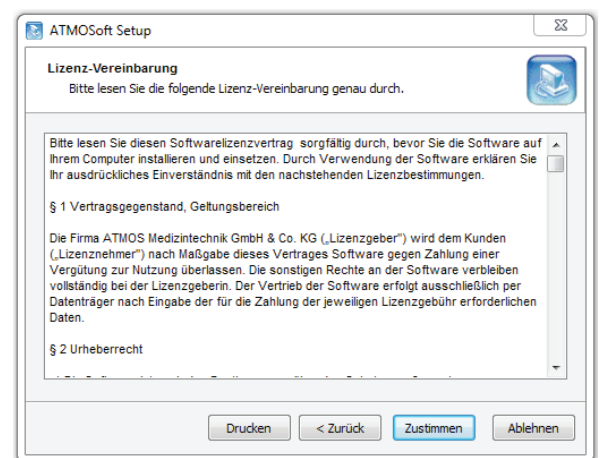 ATMOSoft Setup
Lizenz-Vereinbarung
Bitte lesen Sie die folgende Lizenz-Vereinbarung genau durch.
Bitte lesen Sie diesen Softwarelizenzvertrag sorgfältig durch, bevor Sie die Software auf
Ihrem Computer installieren und einsetzen. Durch Verwendung der Software erklären Sie
Ihr ausdrückliches Einverständnis mit den nachstehenden Lizenzbestimmungen.
§ 1 Vertragsgegenstand, Geltungsbereich
Die Firma ATMOS Medizintechnik GmbH & Co. KG („Lizenzgeber") wird dem Kunden
(„Lizenznehmer") nach Maßgabe dieses Vertrages Software gegen Zahlung einer
Vergütung zur Nutzung überlassen. Die sonstigen Rechte an der Software verbleiben
vollständig bei der Lizenzgeberin. Der Vertrieb der Software erfolgt ausschließlich per
Datenträger nach Eingabe der für die Zahlung der jeweiligen Lizenzgebühr erforderlichen
Daten.
§ 2 Urheberrecht
Drucken
< Zurück
Zustimmen
Ablehnen